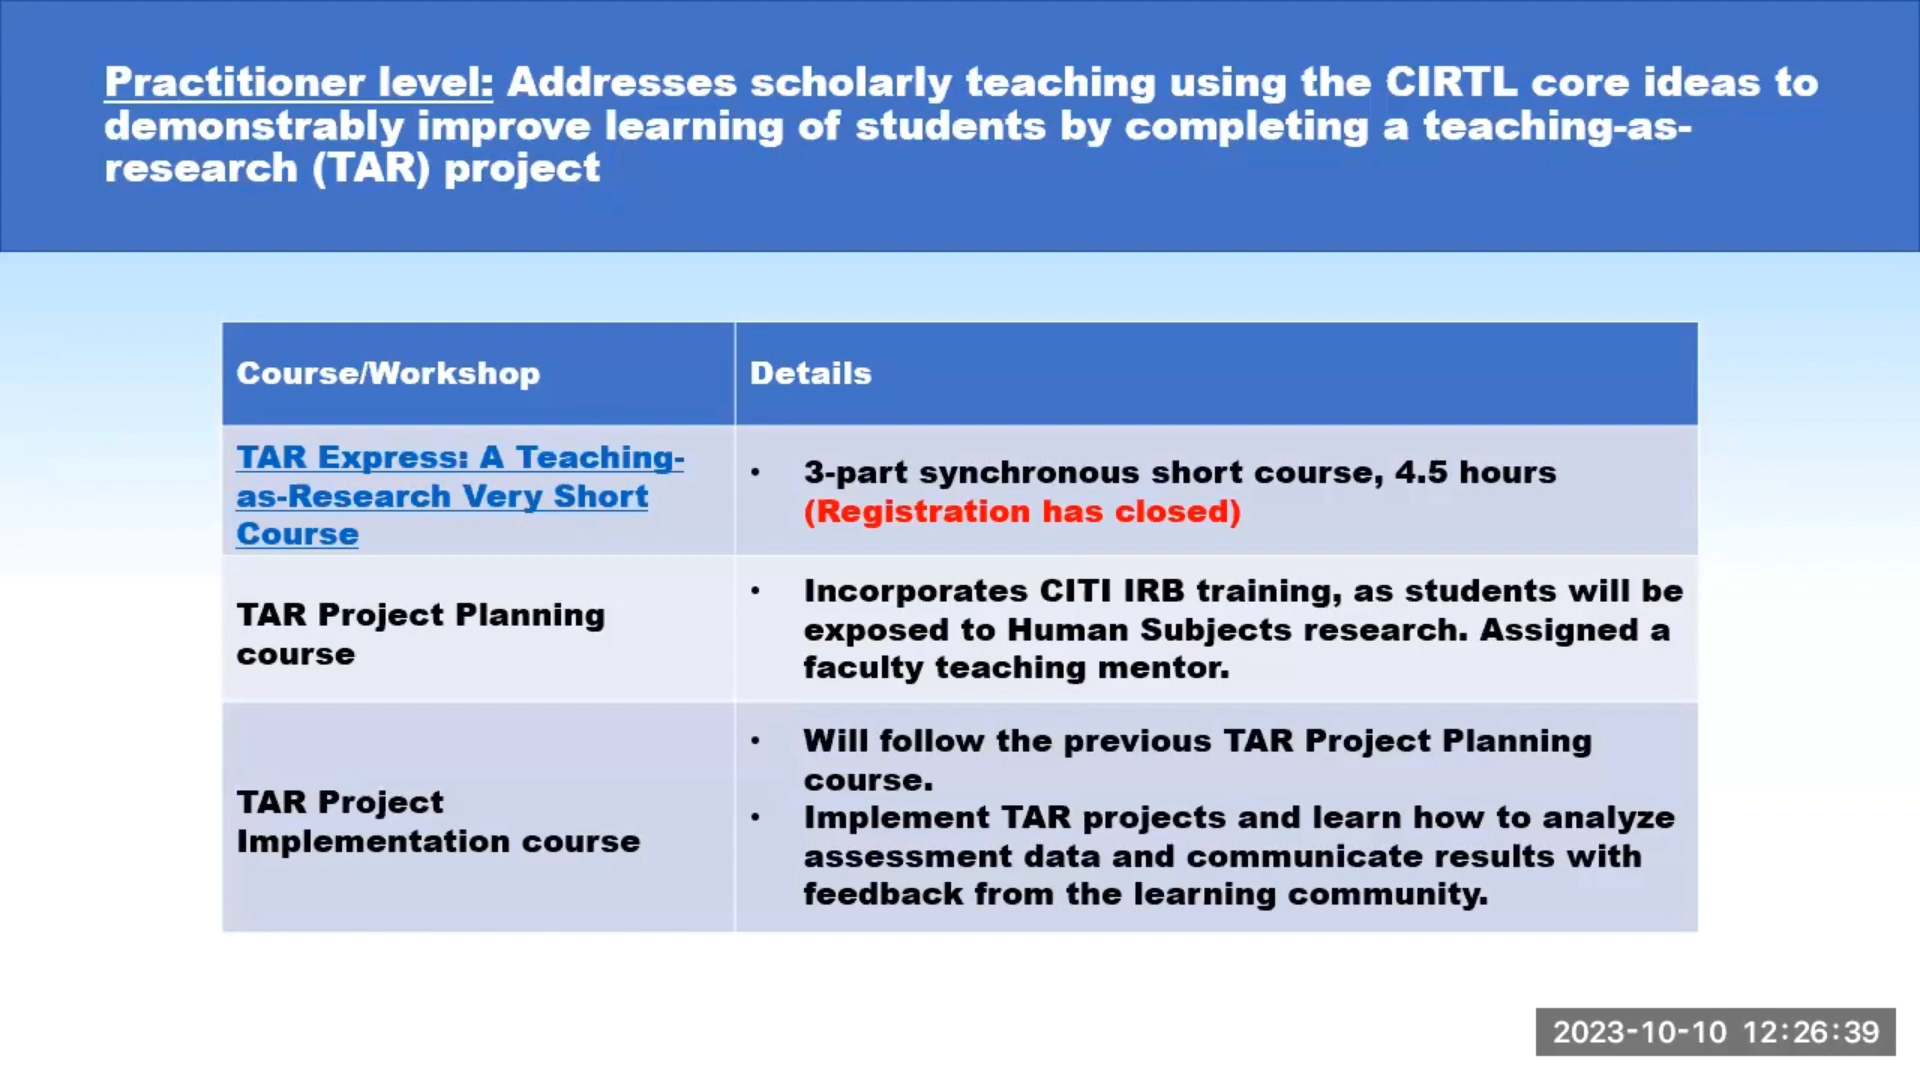 Practitioner level: Addresses scholarly teaching using the CIRTL core ideas to
demonstrably improve learning of students by completing a teaching-as-
research (TAR) project
Course/Workshop
Details
TAR Express: A Teaching-
as-Research Very Short
Course
• 3-part synchronous short course, 4.5 hours
(Registration has closed)
TAR Project Planning
course
• Incorporates CITI IRB training, as students will be
exposed to Human Subjects research. Assigned a
faculty teaching mentor.
TAR Project
Implementation course
• Will follow the previous TAR Project Planning
course.
• Implement TAR projects and learn how to analyze
assessment data and communicate results with
feedback from the learning community.
2023-10-10 12:26:39